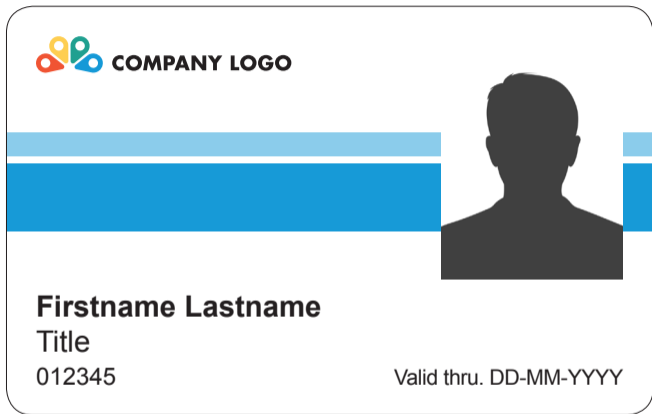 COMPANY LOGO
Firstname Lastname
Title
012345
Valid thru. DD-MM-YYYY